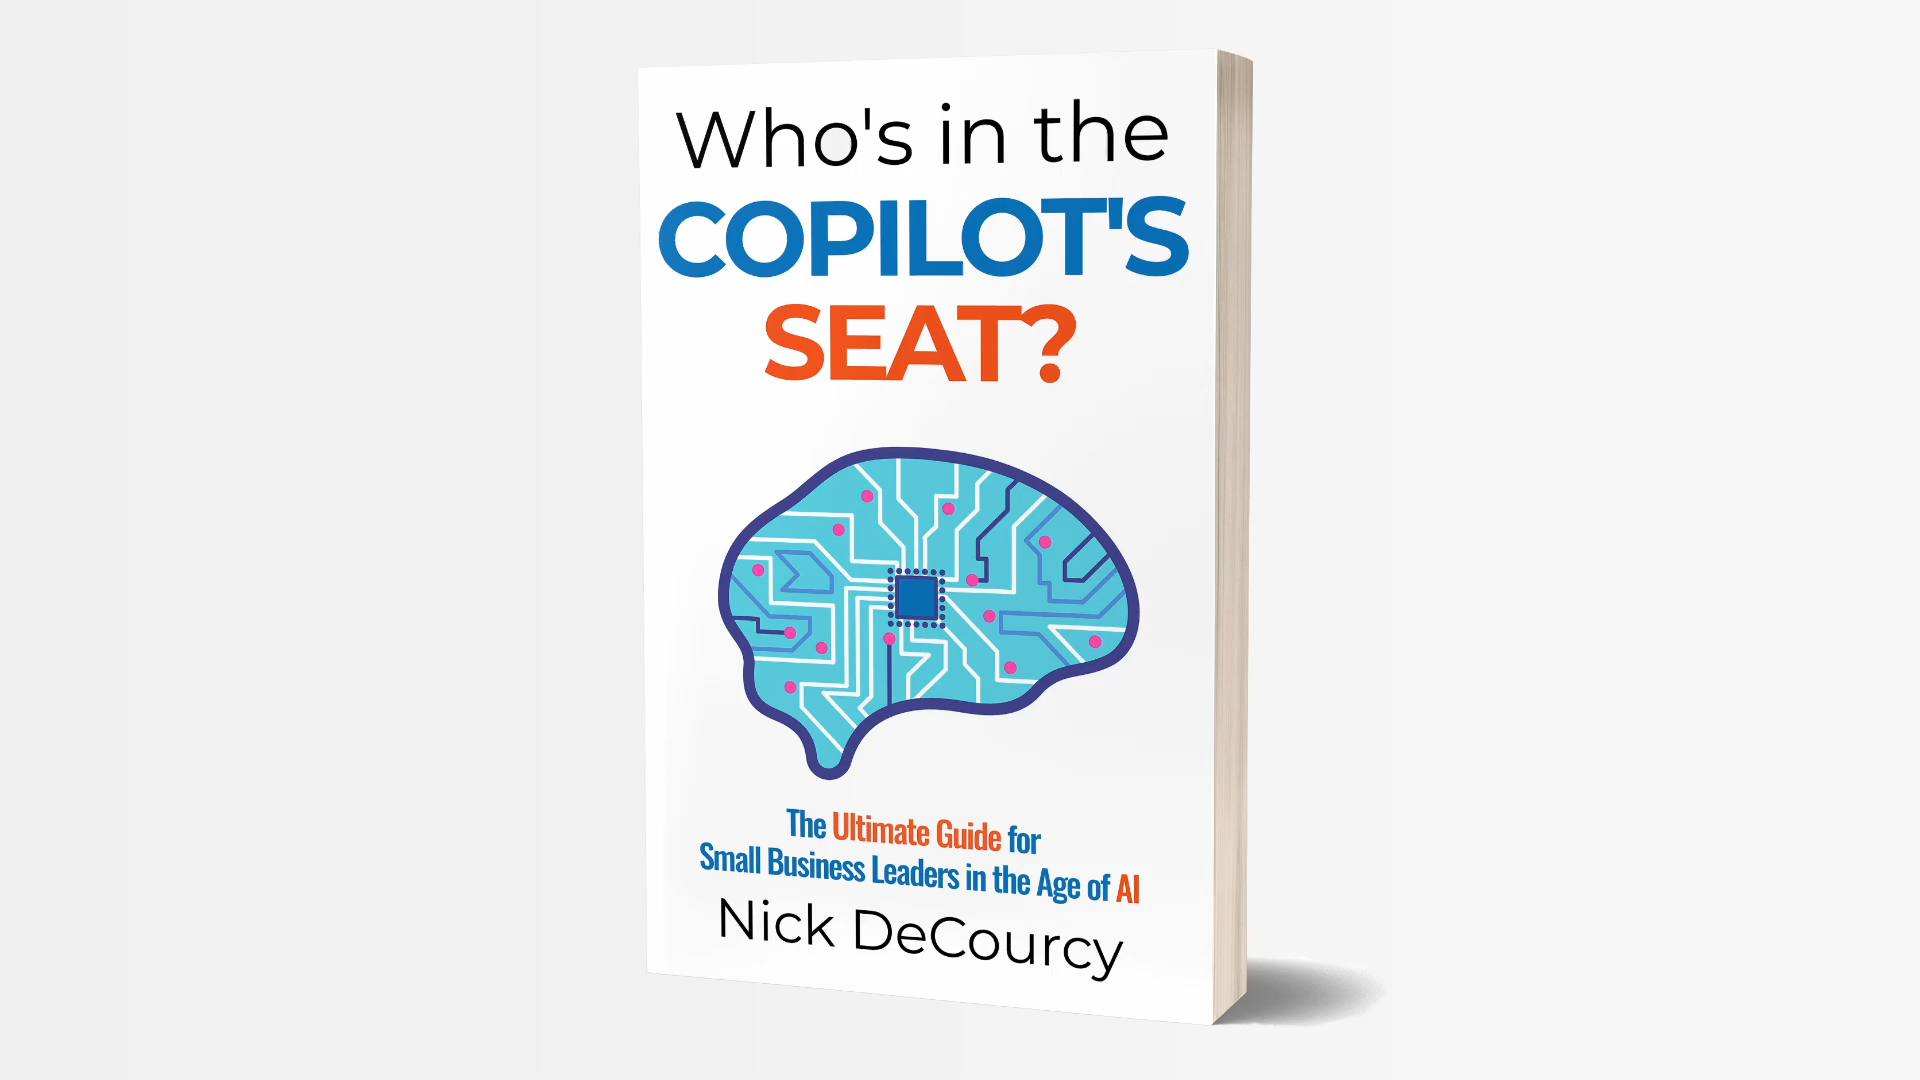 Who's in the
COPILOT'S
SEAT?
The Ultimate Guide for
Small Business Leaders in the Age of AI
Nick DeCourcy